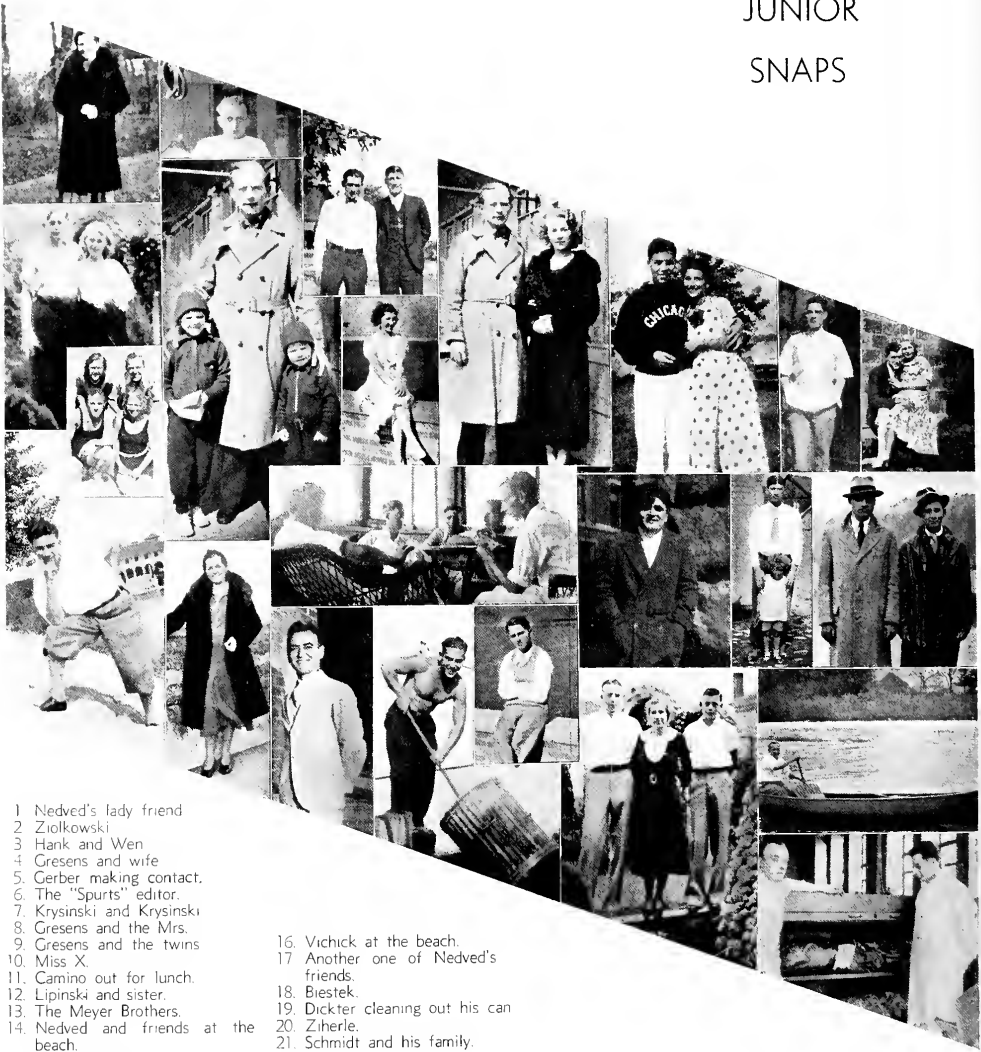 JUNIOR
SNAPS
CHICAGO
1 Nedved's lady friend
2 Ziolkowski
3 Hank and Wen
4 Gresens and wife
5. Gerber making contact.
6. The "Spurts" editor.
7. Krysinski and Krysinski
8. Gresens and the Mrs.
9. Gresens and the twins
10. Miss X.
11. Camino out for lunch.
12. Lipinski and sister.
13. The Meyer Brothers.
14. Nedved and friends at the
beach.
16. Vichick at the beach.
17 Another one of Nedved's
friends.
18. Biestek.
19. Dickter cleaning out his can
20. Ziherle.
21. Schmidt and his family.